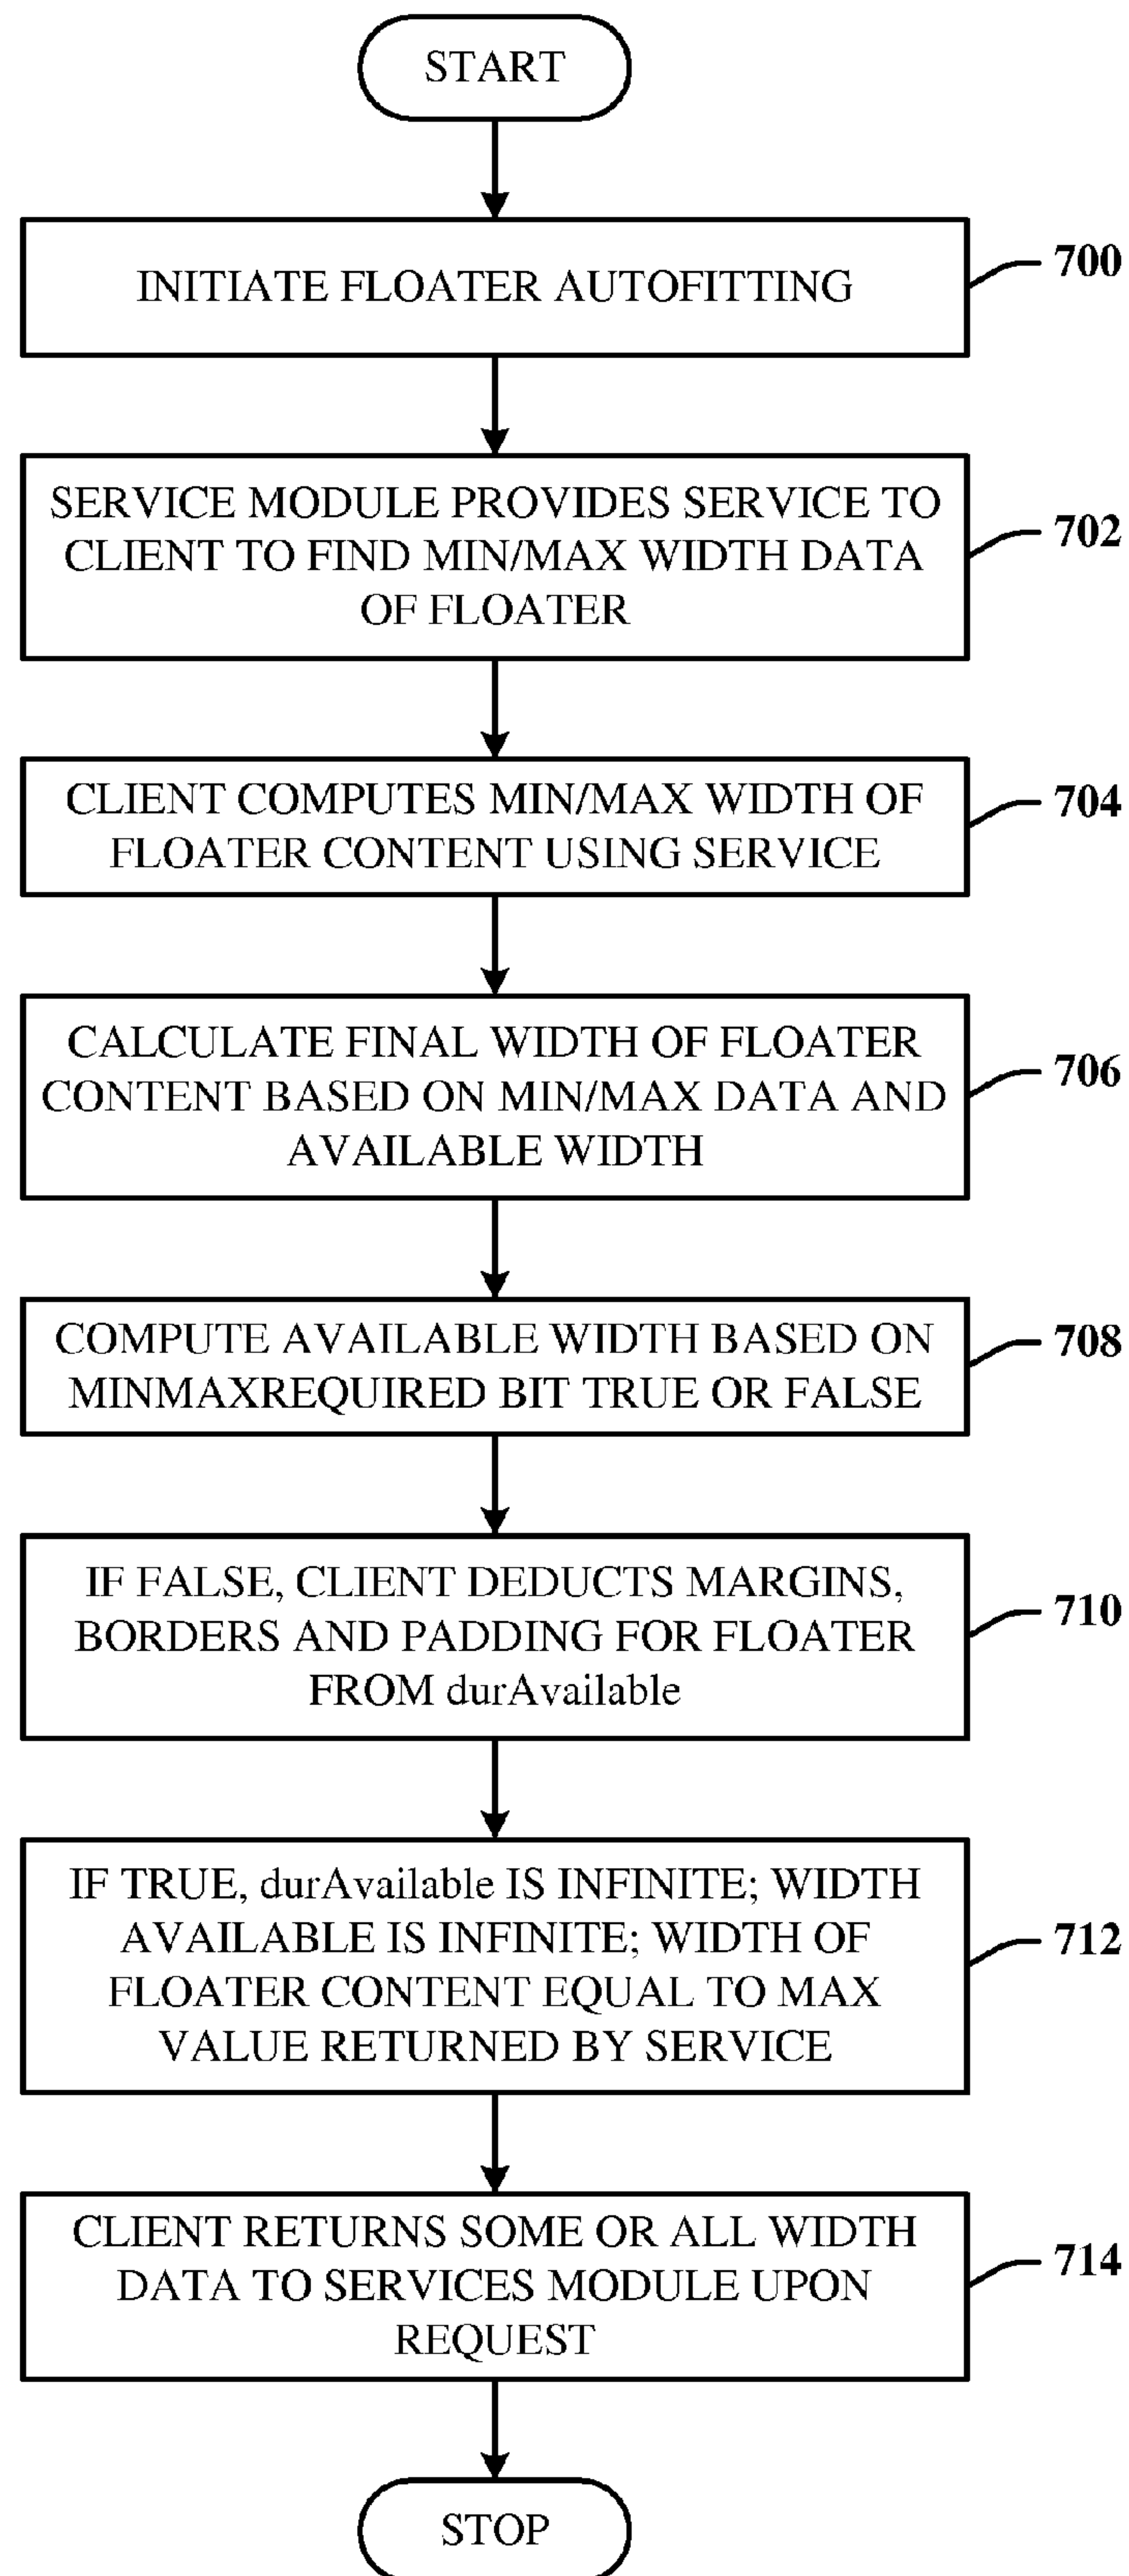 START
INITIATE FLOATER AUTOFITTING
700
SERVICE MODULE PROVIDES SERVICE TO
CLIENT TO FIND MIN/MAX WIDTH DATA
OF FLOATER
702
CLIENT COMPUTES MIN/MAX WIDTH OF
FLOATER CONTENT USING SERVICE
704
CALCULATE FINAL WIDTH OF FLOATER
CONTENT BASED ON MIN/MAX DATA AND
AVAILABLE WIDTH
706
COMPUTE AVAILABLE WIDTH BASED ON
MINMAXREQUIRED BIT TRUE OR FALSE
708
IF FALSE, CLIENT DEDUCTS MARGINS,
BORDERS AND PADDING FOR FLOATER
FROM durAvailable
710
IF TRUE, durAvailable IS INFINITE; WIDTH
AVAILABLE IS INFINITE; WIDTH OF
FLOATER CONTENT EQUAL TO MAX
VALUE RETURNED BY SERVICE
712
CLIENT RETURNS SOME OR ALL WIDTH
DATA TO SERVICES MODULE UPON
REQUEST
714
STOP